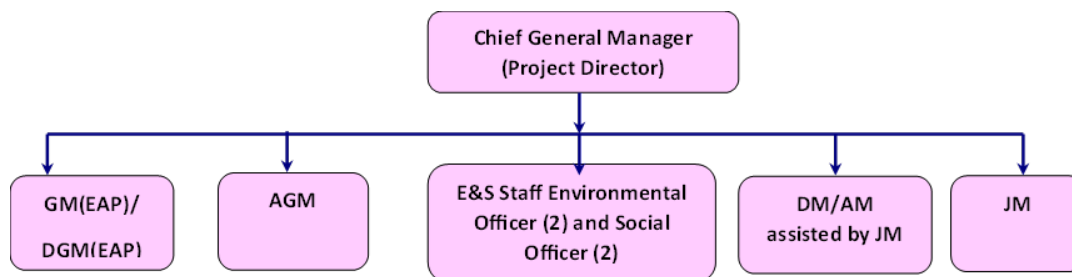 Chief General Manager
(Project Director)
GM(EAP)/
DGM(EAP)
AGM
E&S Staff Environmental
Officer (2) and Social
Officer (2)
DM/AM
assisted by JM
JM